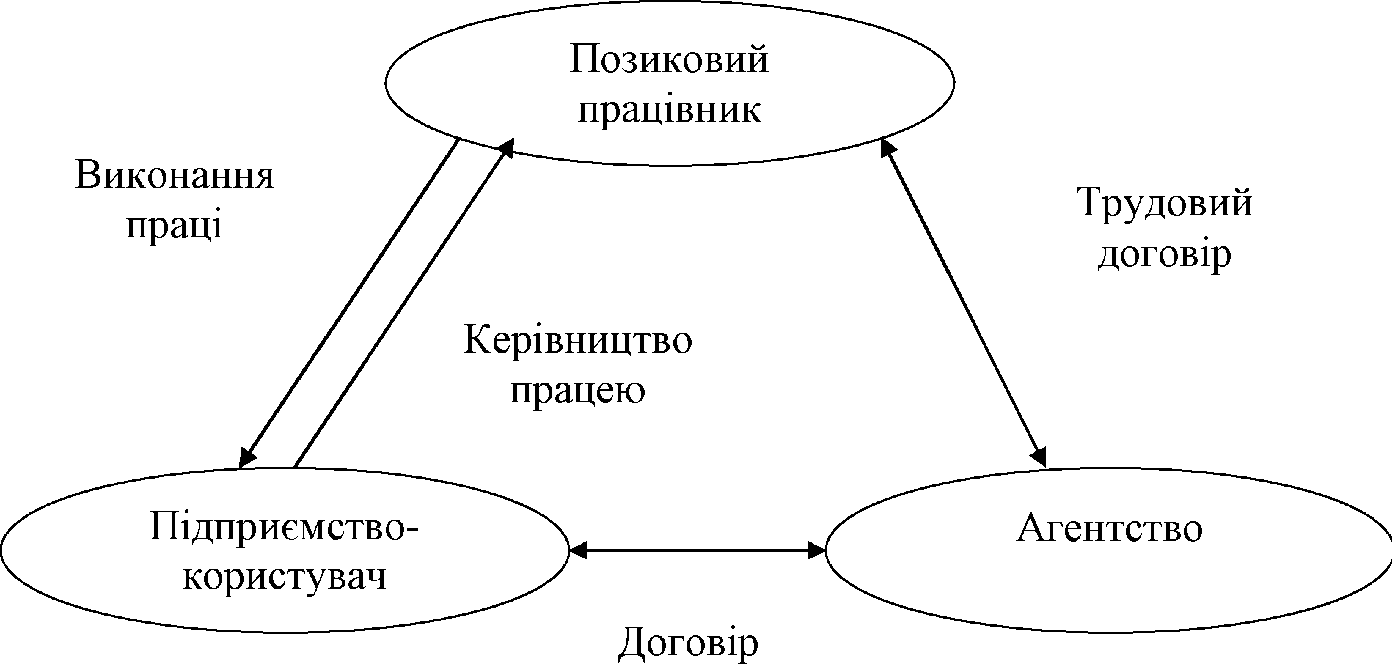 Позиковий
працівник
Виконання
праці
Трудовий
договір
Керівництво
працею
Підприємство-
користувач
Агентство
Договір